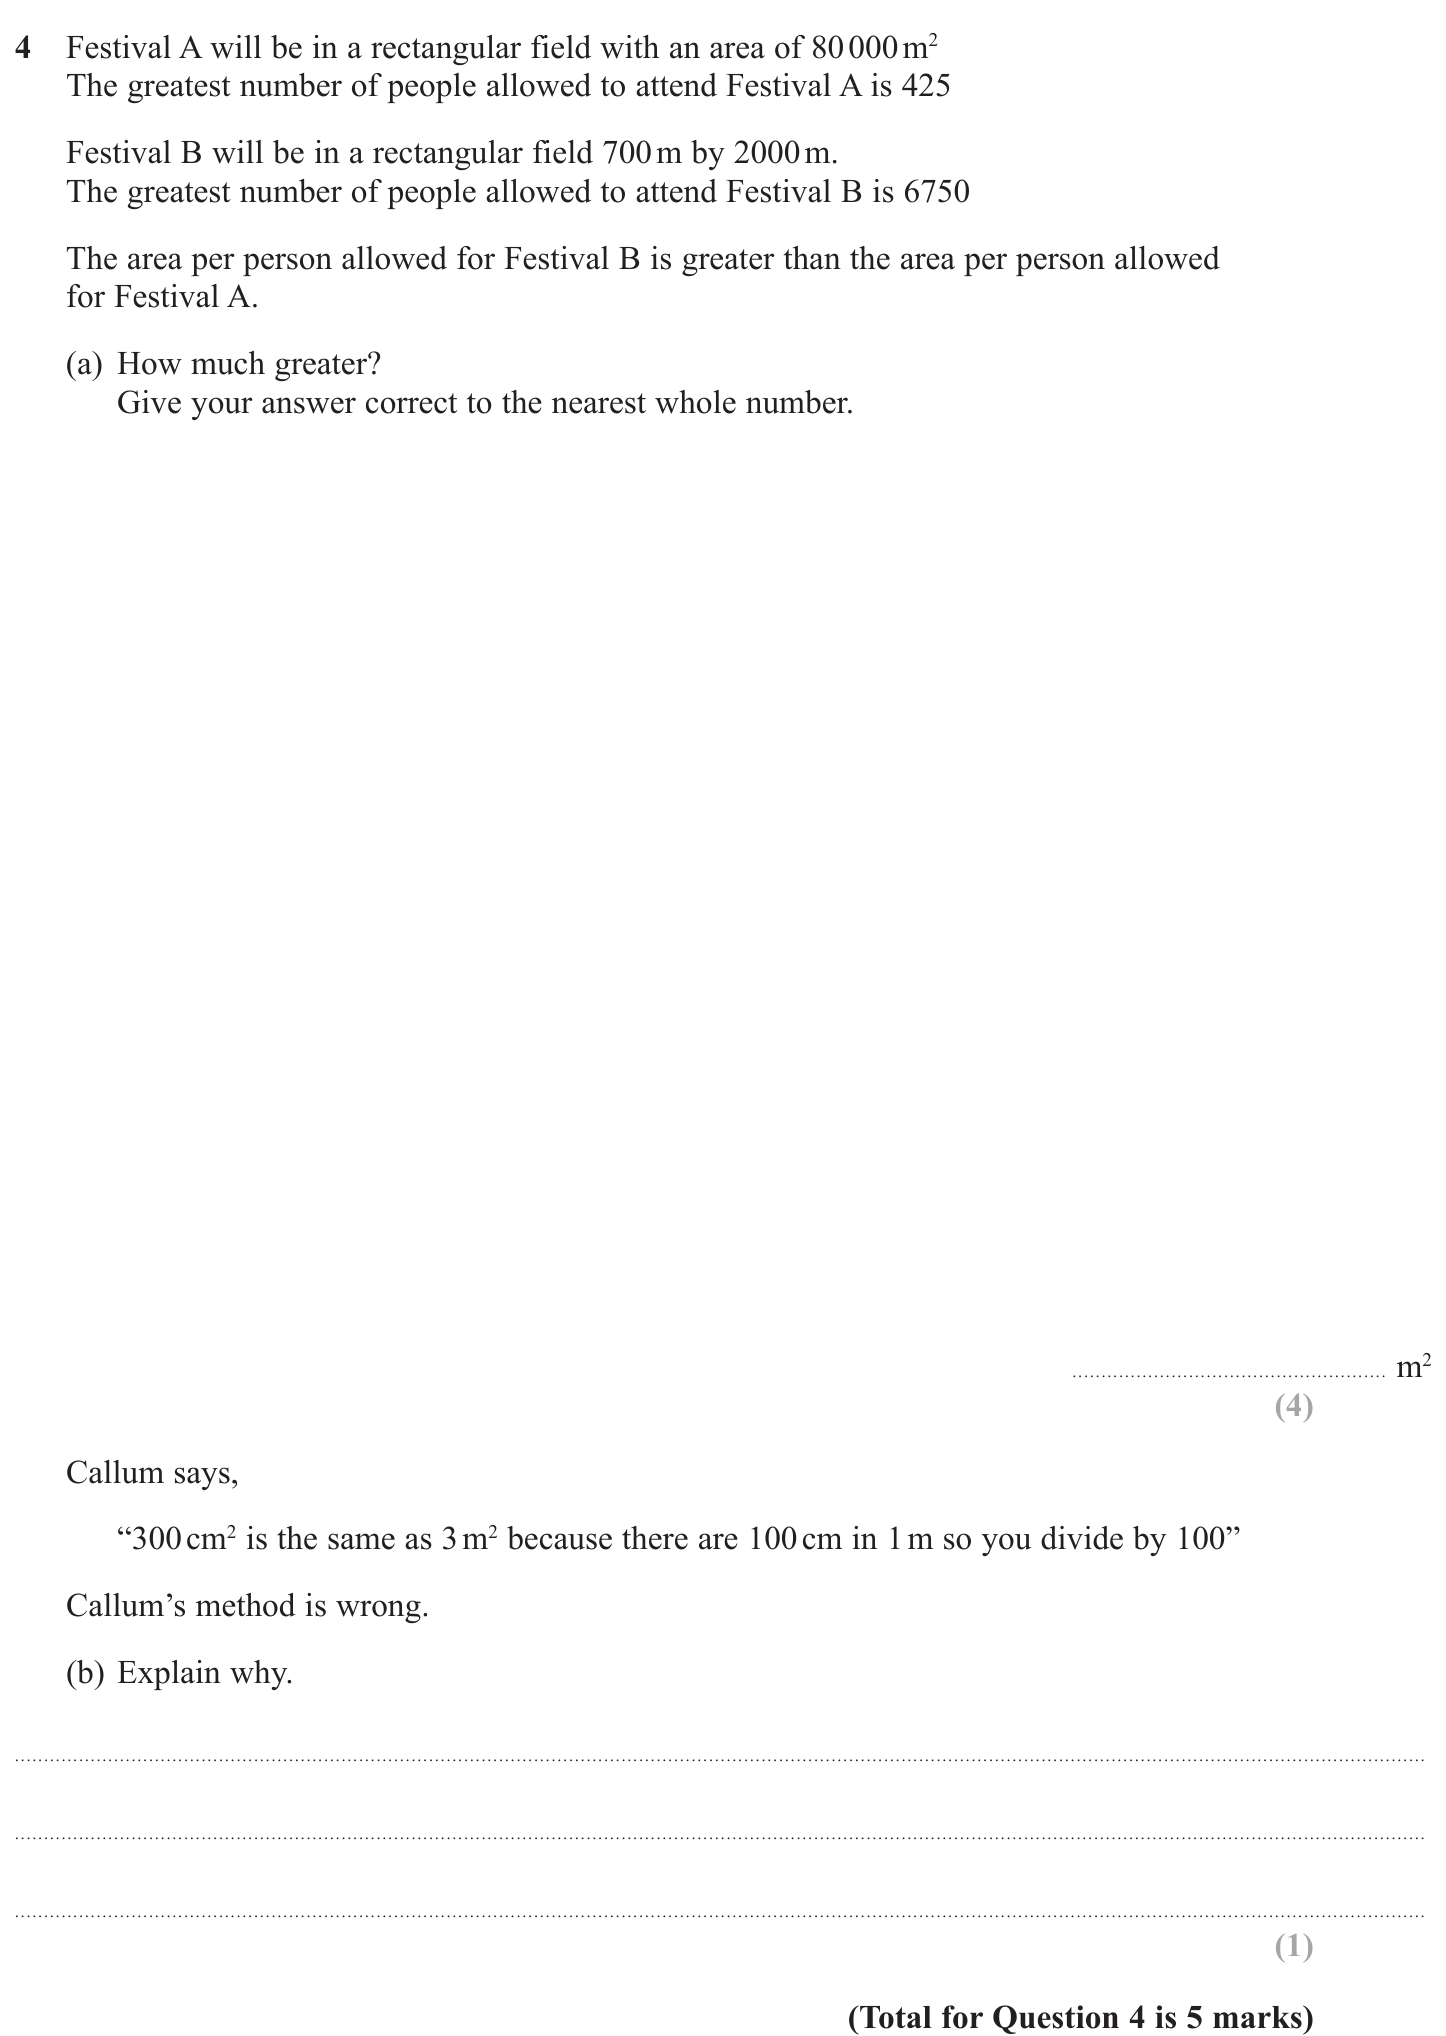 4 Festival A will be in a rectangular field with an area of 80 000 m²
The greatest number of people allowed to attend Festival A is 425
Festival B will be in a rectangular field 700 m by 2000 m.
The greatest number of people allowed to attend Festival B is 6750
The area per person allowed for Festival B is greater than the area per person allowed
for Festival A.
(a) How much greater?
Give your answer correct to the nearest whole number.
m²
(4)
Callum says,
“300 cm² is the same as 3 m² because there are 100 cm in 1 m so you divide by 100”
Callum’s method is wrong.
(b) Explain why.
(1)
(Total for Question 4 is 5 marks)